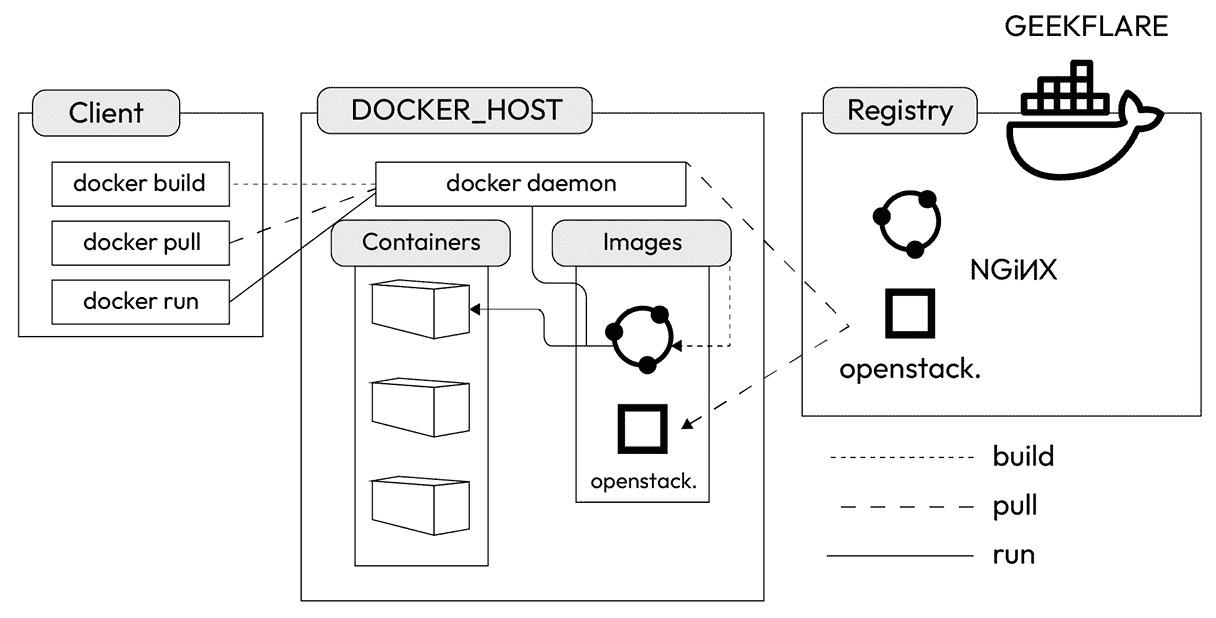 GEEKFLARE
Client
docker build
docker pull
docker run
DOCKER_HOST
docker daemon
Containers
Images
openstack.
Registry
NGiNX
openstack.
build
pull
run